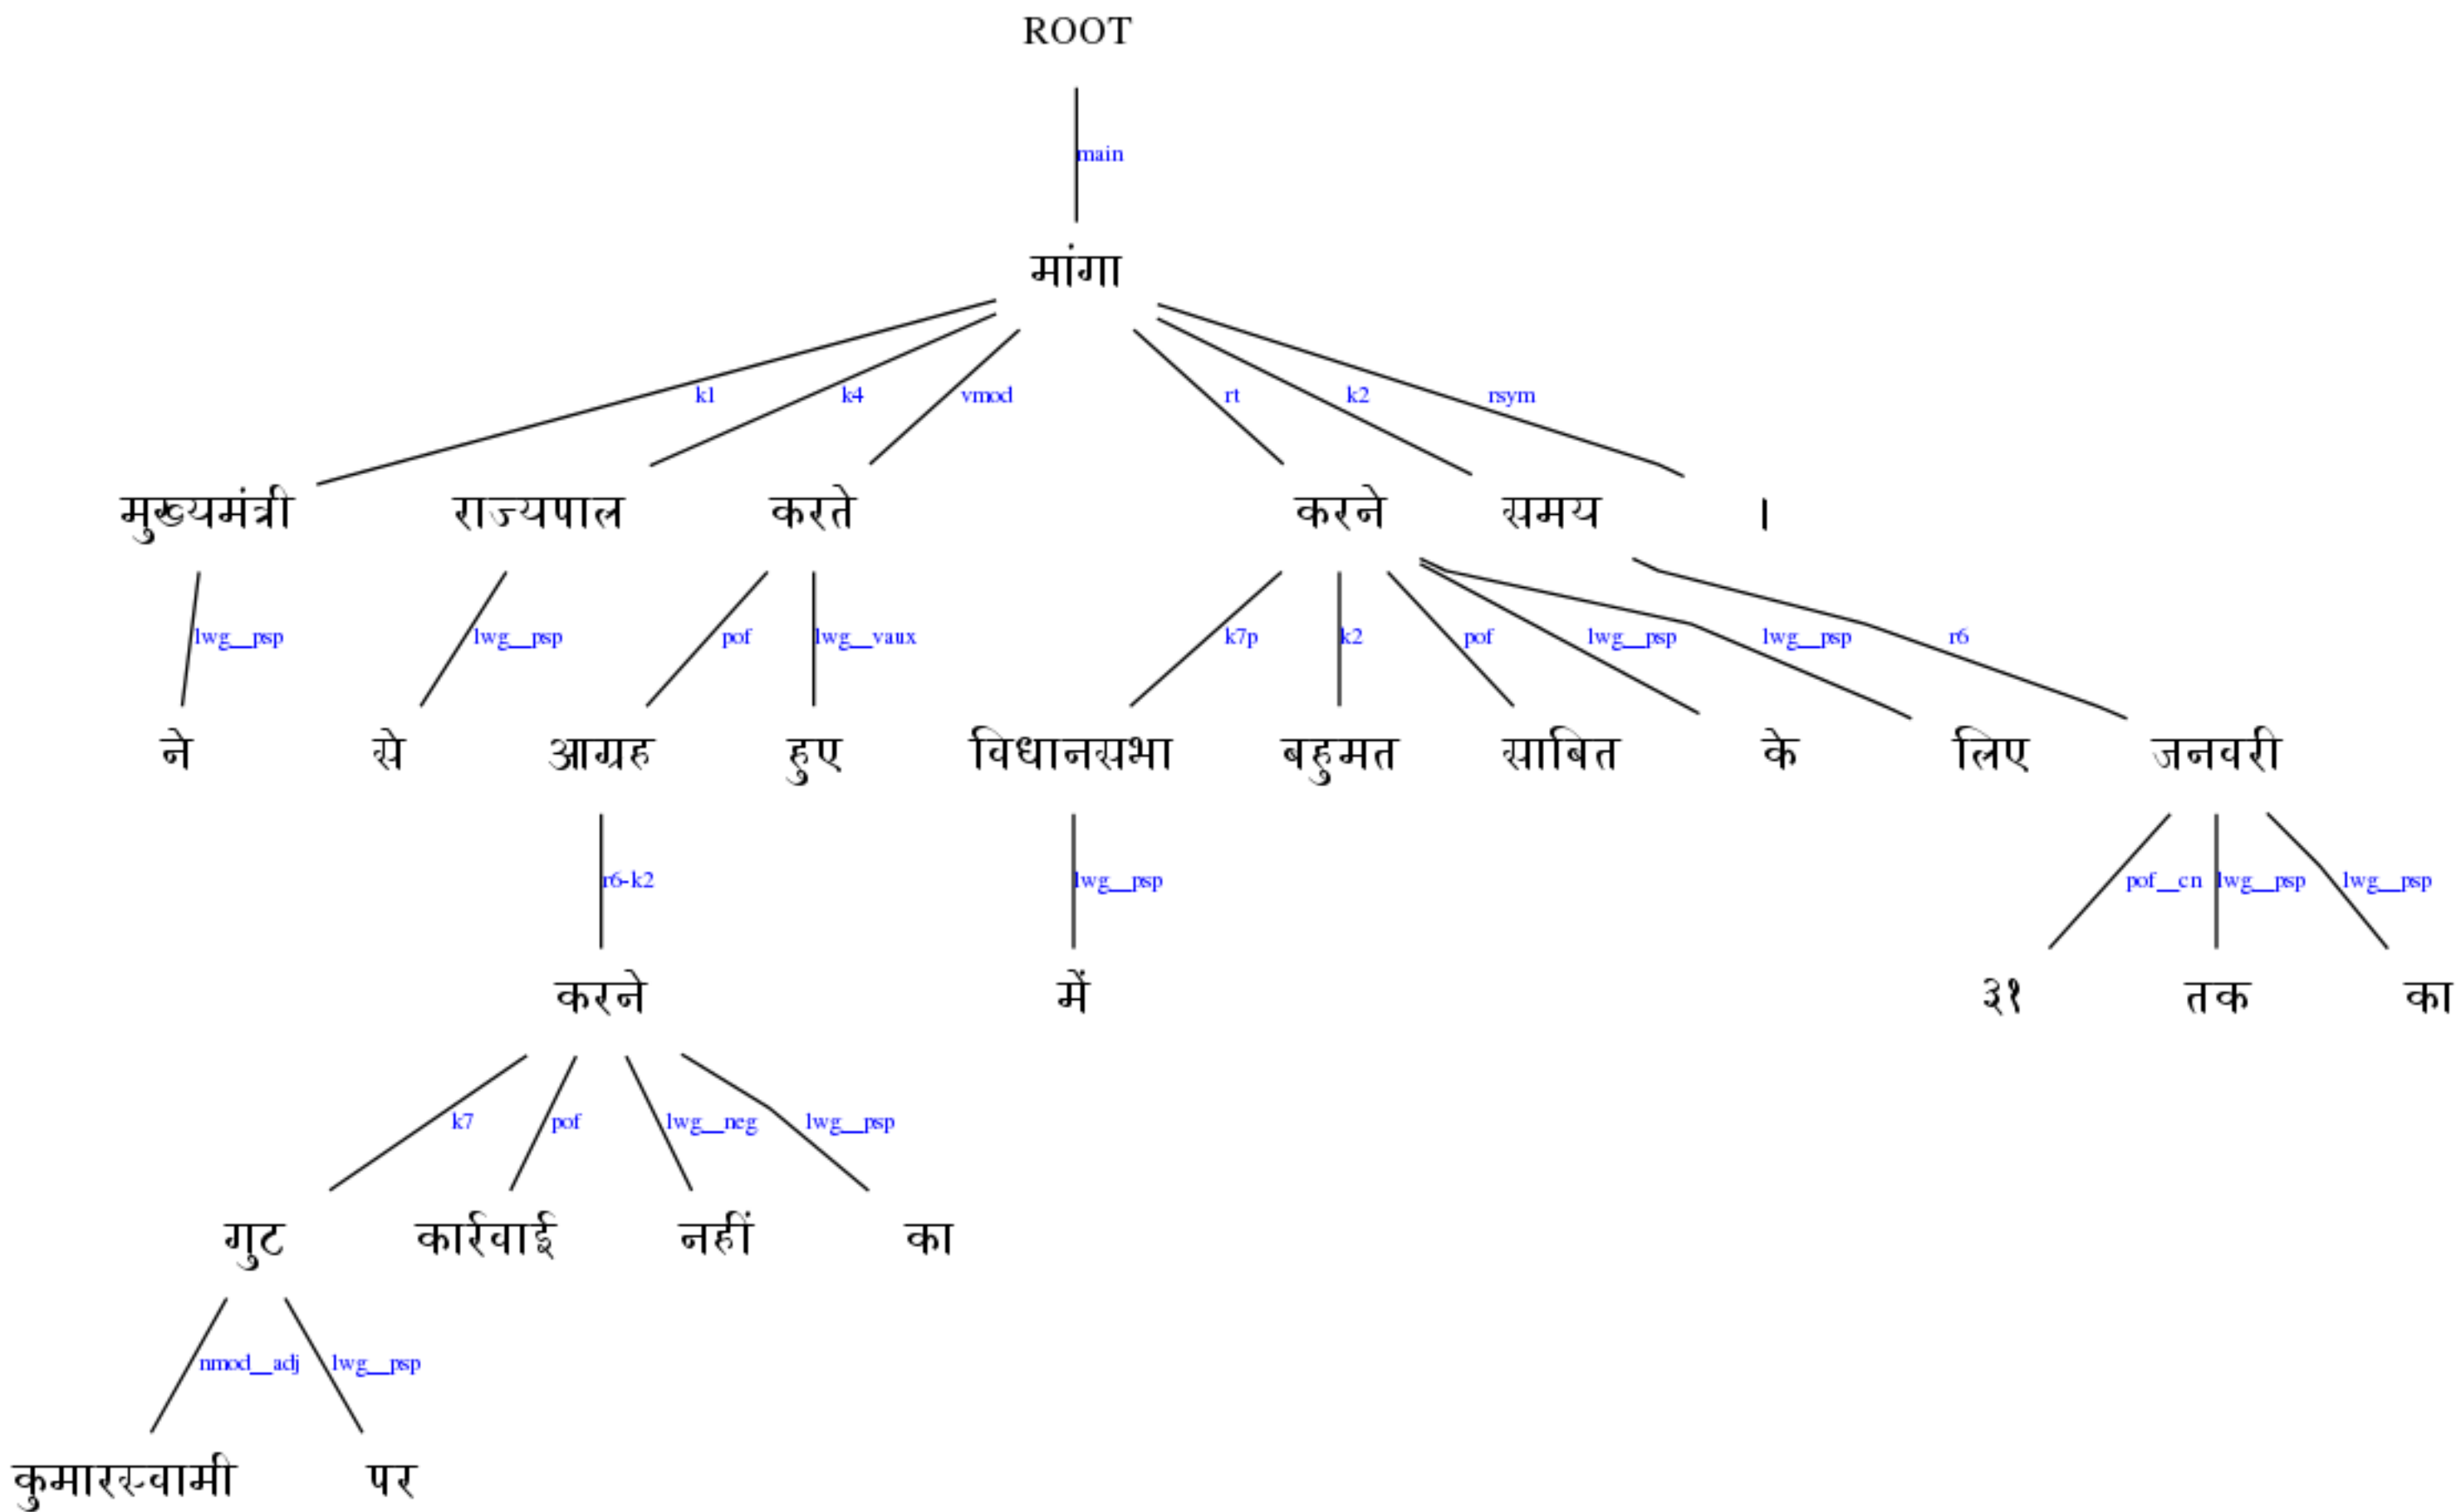 ROOT
main
मांगा
k1 k4 vmod rt k2 rsym
मुख्यमंत्री राज्यपाल करते करने समय ।
lwg__psp lwg__psp pof lwg__vaux k7p k2 pof lwg__psp lwg__psp r6
ने से आग्रह हुए विधानसभा बहुमत साबित के लिए जनवरी
r6-k2 lwg__psp pof__cn lwg__psp lwg__psp
करने में ३१ तक का
k7 pof lwg__neg lwg__psp
गुट कार्रवाई नहीं का
nmod__adj lwg__psp
कुमारस्वामी पर